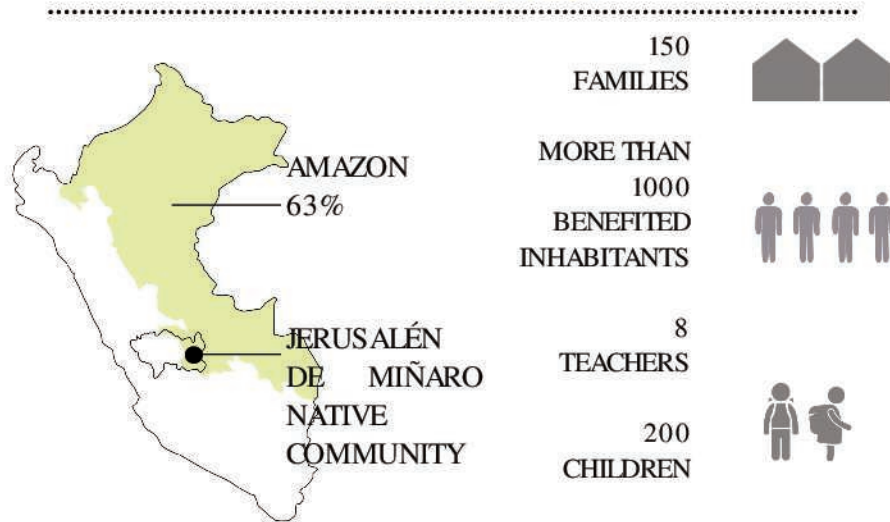 AMAZON
63%
JERUSALÉN
DE MIÑARO
NATIVE
COMMUNITY
150
FAMILIES
MORE THAN
1000
BENEFITED
INHABITANTS
8
TEACHERS
200
CHILDREN